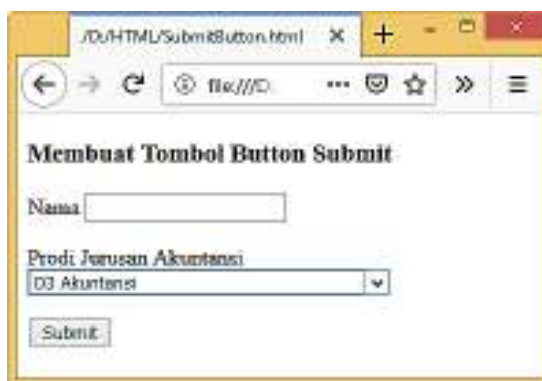 /D:/HTML/SubmitButton.html
file:///D:
Membuat Tombol Button Submit
Nama
Prodi Jurusan Akuntansi
D3 Akuntansi
Submit